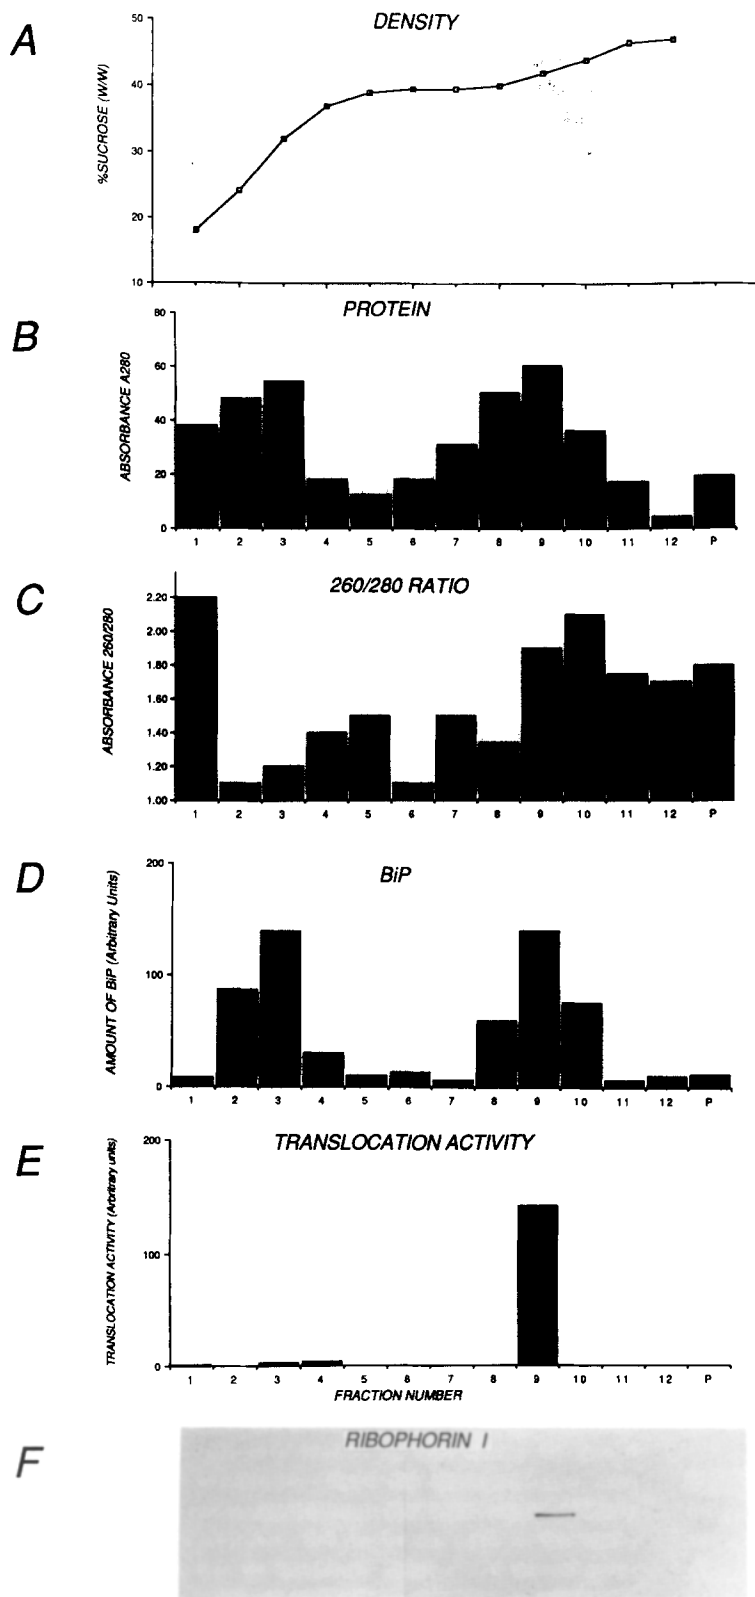 A
DENSITY
%SUCROSE (W/W)
50
40
30
20
10
B
PROTEIN
ABSORBANCE A280
80
60
40
20
0
1 2 3 4 5 6 7 8 9 10 11 12 P
C
260/280 RATIO
ABSORBANCE 260/280
2.20
2.00
1.80
1.40
1.20
1.00
1 2 3 4 5 6 7 8 9 10 11 12 P
D
BiP
AMOUNT OF BiP (Arbitrary Units)
200
100
0
1 2 3 4 5 6 7 8 9 10 11 12 P
E
TRANSLOCATION ACTIVITY
TRANSLOCATION ACTIVITY (Arbritrary units)
200
100
0
1 2 3 4 5 6 7 8 9 10 11 12 P
FRACTION NUMBER
F
RIBOPHORIN I